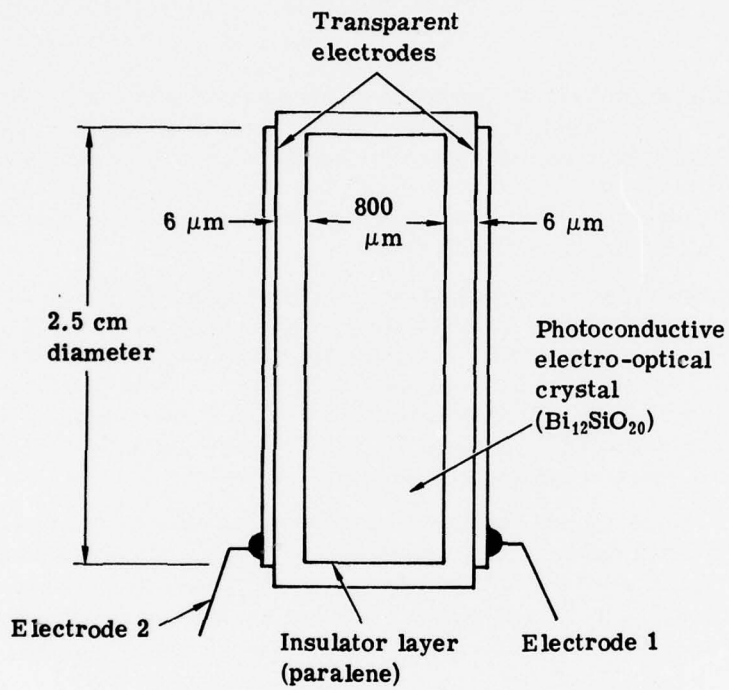 Transparent
electrodes
6 μm
800
μm
6 μm
2.5 cm
diameter
Photoconductive
electro-optical
crystal
(Bi₁₂SiO₂₀)
Electrode 2
Insulator layer
(paralene)
Electrode 1